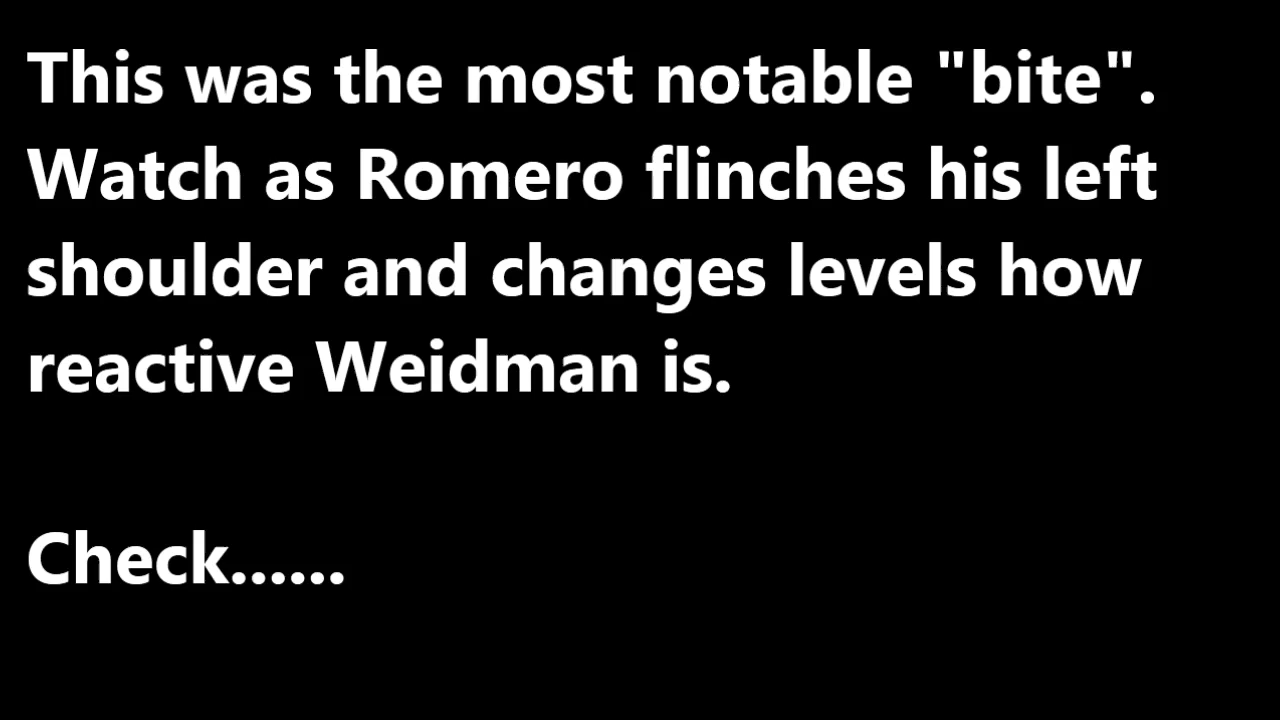 This was the most notable "bite".
Watch as Romero flinches his left
shoulder and changes levels how
reactive Weidman is.
Check......